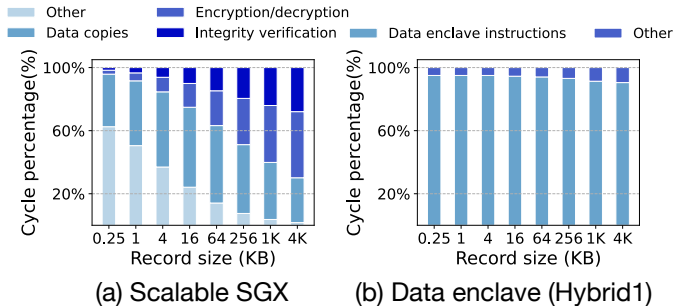 Other
Encryption/decryption
Data copies
Integrity verification
Data enclave instructions
Other
Cycle percentage(%)
100%
60%
20%
0.25 1 4 16 64 256 1K 4K
Record size (KB)
(a) Scalable SGX
Cycle percentage(%)
100%
60%
20%
0.25 1 4 16 64 256 1K 4K
Record size (KB)
(b) Data enclave (Hybrid1)